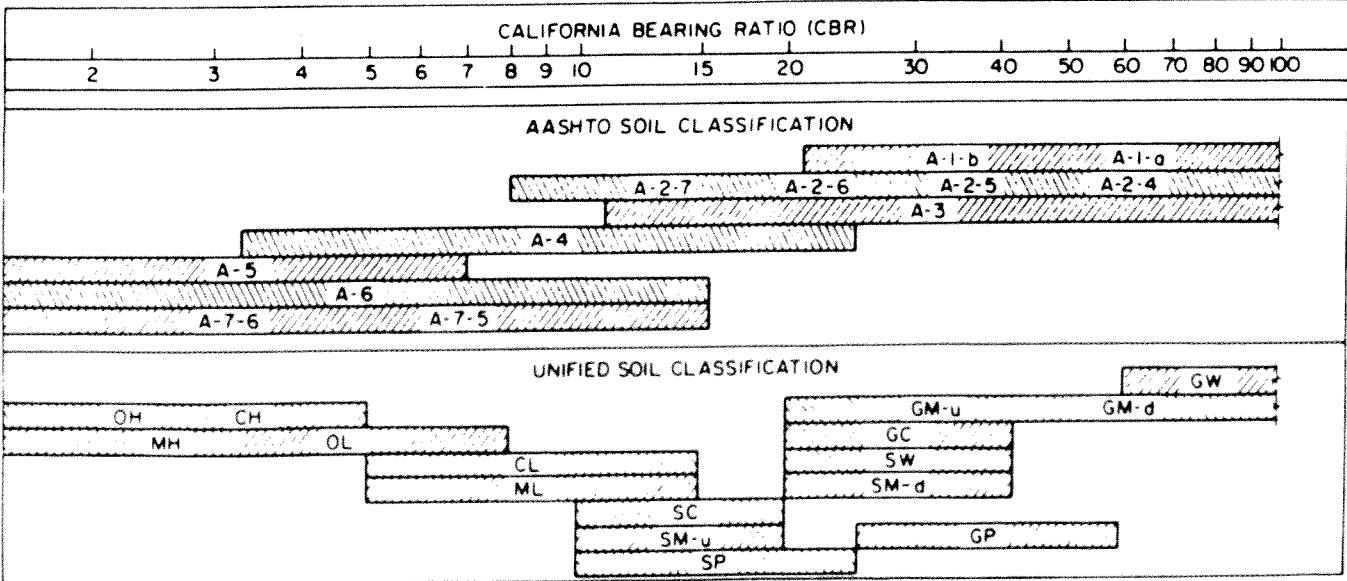 CALIFORNIA BEARING RATIO (CBR)
2 3 4 5 6 7 8 9 10 15 20 30 40 50 60 70 80 90 100
AASHTO SOIL CLASSIFICATION
A-1-b A-1-a
A-2-7 A-2-6 A-2-5 A-2-4
A-3
A-4
A-5
A-6
A-7-6 A-7-5
UNIFIED SOIL CLASSIFICATION
GW
OH CH GM-u GM-d
MH OL GC
CL SW
ML SM-d
SC
SM-u GP
SP